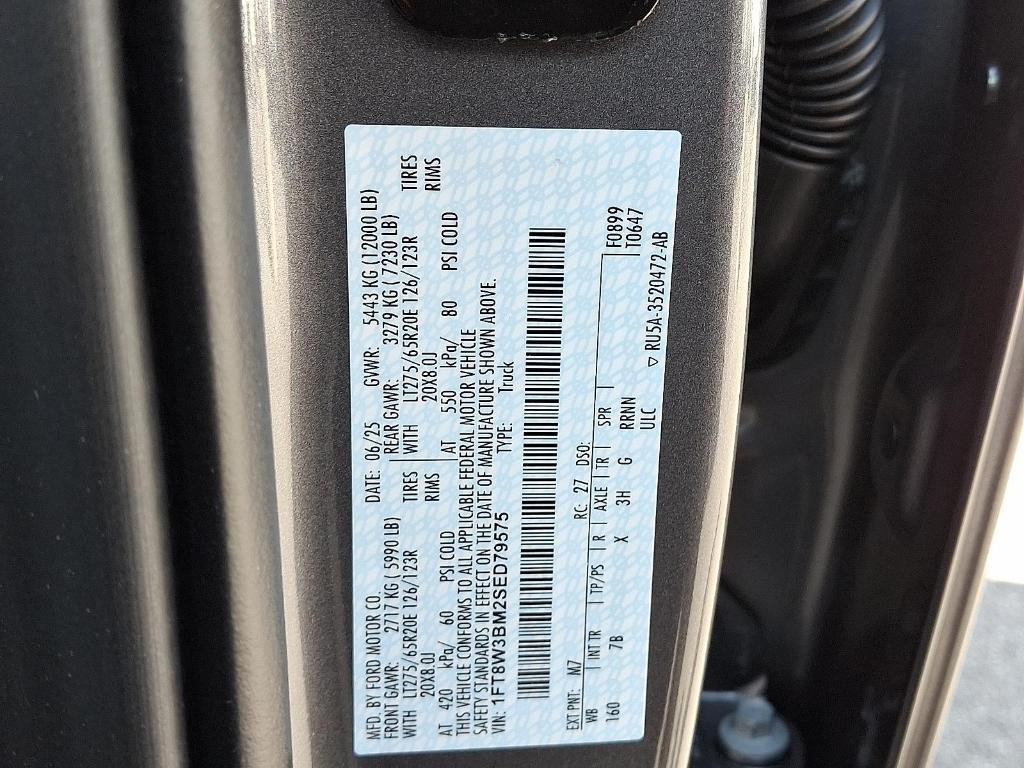 MFD. BY FORD MOTOR CO. DATE: 06/25 GVWR: 5443 KG (12000 LB)
FRONT GAWR: 2717 KG ( 5990 LB) REAR GAWR: 3279 KG ( 7230 LB)
WITH LT275/65R20E 126/123R TIRES WITH LT275/65R20E 126/123R TIRES
20X8.0J RIMS 20X8.0J RIMS
AT 420 kPa/ 60 PSI COLD AT 550 kPa/ 80 PSI COLD
THIS VEHICLE CONFORMS TO ALL APPLICABLE FEDERAL MOTOR VEHICLE
SAFETY STANDARDS IN EFFECT ON THE DATE OF MANUFACTURE SHOWN ABOVE.
VIN: 1FT8W3BM2SED79575 TYPE: Truck
EXT PNT: M7 RC: 27 DSO: F0899
WB INT TR TP/PS R AXLE TR SPR T0647
160 7B X 3H G RRNN
ULC ▽ RU5A-3520472-AB